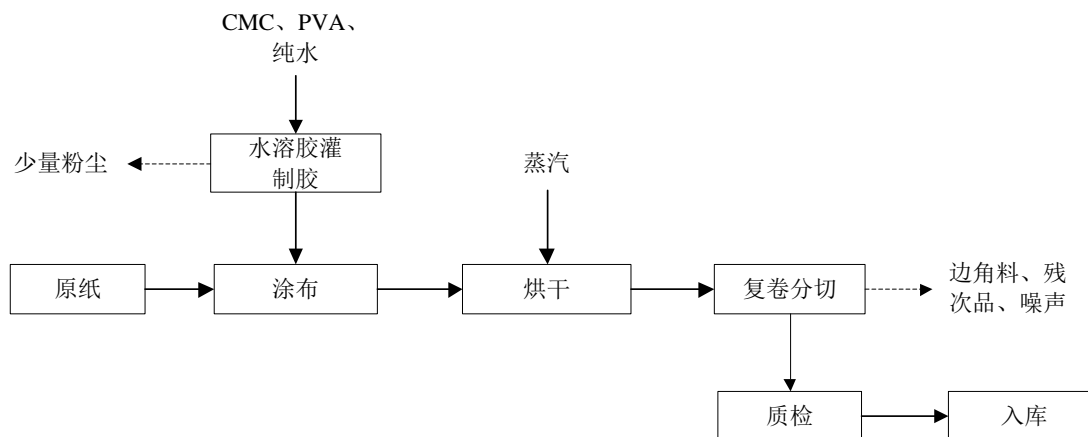 CMC、PVA、
纯水
少量粉尘
水溶胶灌
制胶
蒸汽
原纸
涂布
烘干
复卷分切
边角料、残
次品、噪声
质检
入库